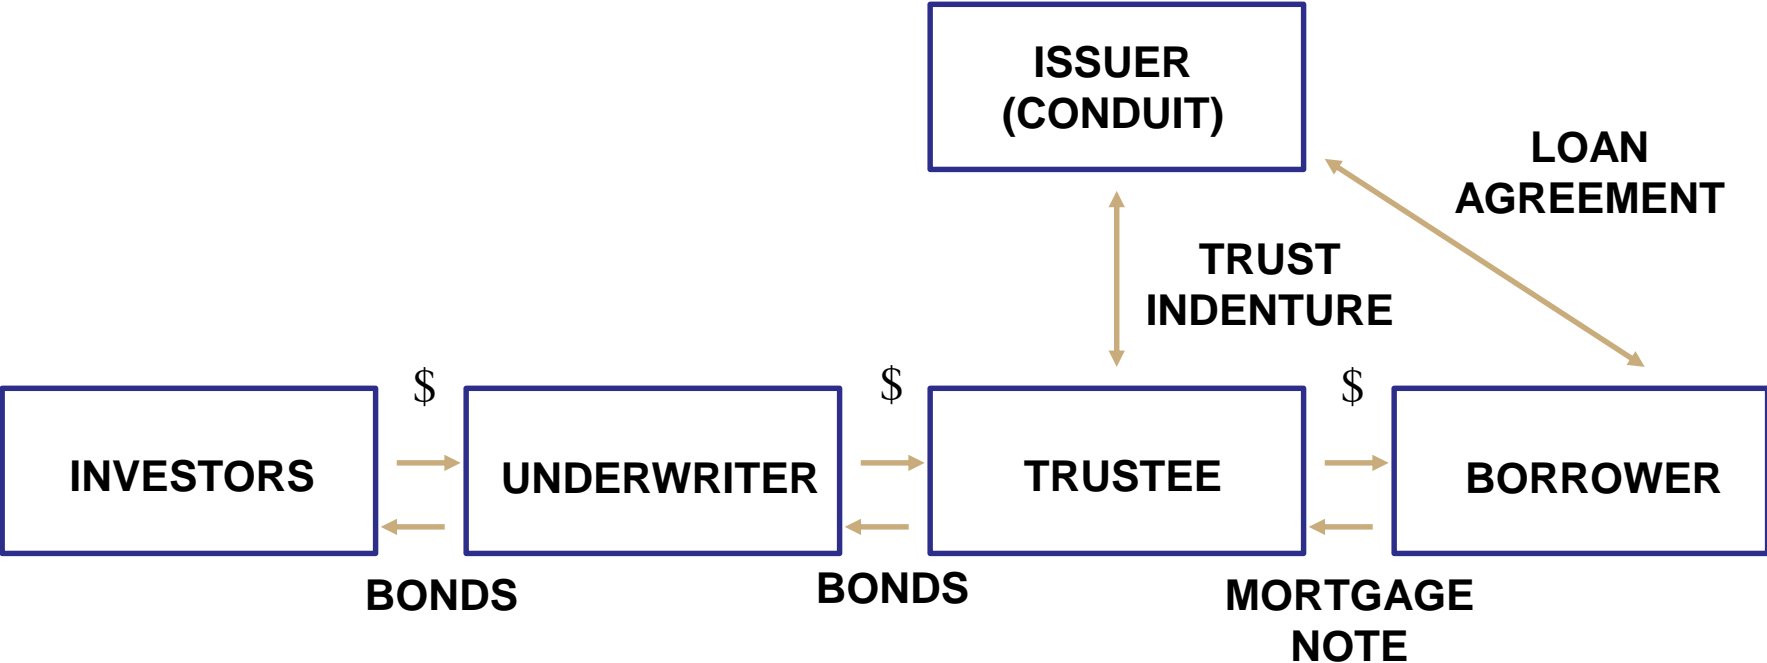 ISSUER
(CONDUIT)
LOAN
AGREEMENT
TRUST
INDENTURE
$
$
$
INVESTORS
UNDERWRITER
TRUSTEE
BORROWER
BONDS
BONDS
MORTGAGE
NOTE